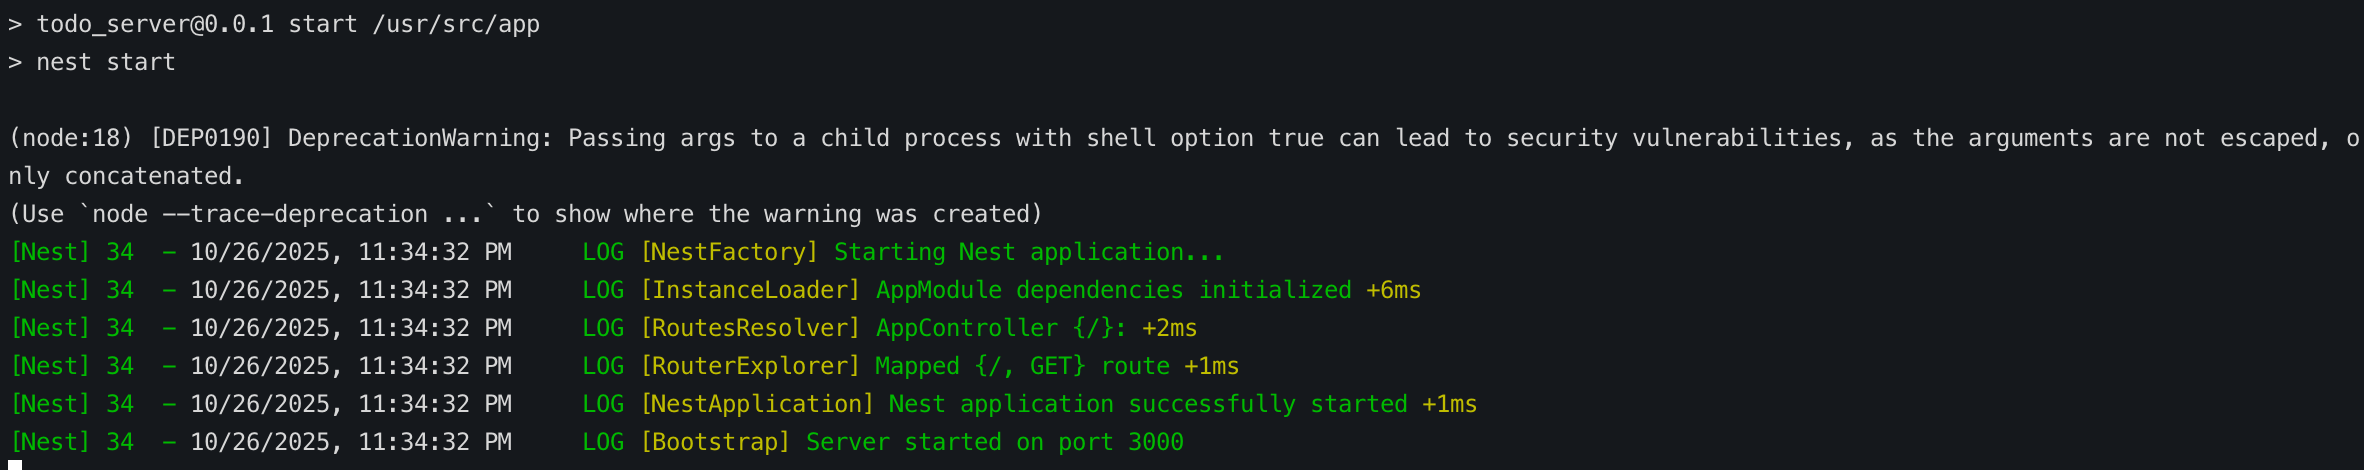 > todo_server@0.0.1 start /usr/src/app
> nest start
(node:18) [DEP0190] DeprecationWarning: Passing args to a child process with shell option true can lead to security vulnerabilities, as the arguments are not escaped, o
nly concatenated.
(Use `node --trace-deprecation ...` to show where the warning was created)
[Nest] 34  - 10/26/2025, 11:34:32 PM     LOG [NestFactory] Starting Nest application...
[Nest] 34  - 10/26/2025, 11:34:32 PM     LOG [InstanceLoader] AppModule dependencies initialized +6ms
[Nest] 34  - 10/26/2025, 11:34:32 PM     LOG [RoutesResolver] AppController {/}: +2ms
[Nest] 34  - 10/26/2025, 11:34:32 PM     LOG [RouterExplorer] Mapped {/, GET} route +1ms
[Nest] 34  - 10/26/2025, 11:34:32 PM     LOG [NestApplication] Nest application successfully started +1ms
[Nest] 34  - 10/26/2025, 11:34:32 PM     LOG [Bootstrap] Server started on port 3000